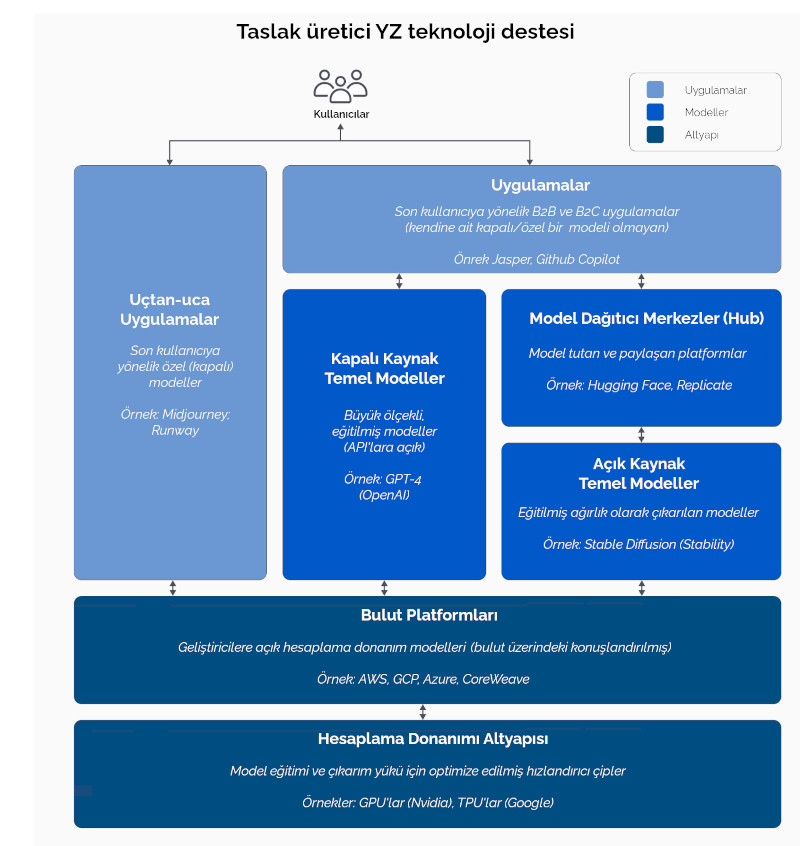 Taslak üretici YZ teknoloji destesi
Kullanıcılar
Uygulamalar
Modeller
Altyapı
Uçtan-uca
Uygulamalar
Son kullanıcıya
yönelik özel (kapalı)
modeller
Örnek: Midjourney;
Runway
Uygulamalar
Son kullanıcıya yönelik B2B ve B2C uygulamalar
(kendine ait kapalı/özel bir modeli olmayan)
Önrek Jasper, Github Copilot
Kapalı Kaynak
Temel Modeller
Büyük ölçekli,
eğitilmiş modeller
(API'lara açık)
Örnek: GPT-4
(OpenAI)
Model Dağıtıcı Merkezler (Hub)
Model tutan ve paylaşan platformlar
Örnek: Hugging Face, Replicate
Açık Kaynak
Temel Modeller
Eğitilmiş ağırlık olarak çıkarılan modeller
Örnek: Stable Diffusion (Stability)
Bulut Platformları
Geliştiricilere açık hesaplama donanım modelleri (bulut üzerindeki konuşlandırılmış)
Örnek: AWS, GCP, Azure, CoreWeave
Hesaplama Donanımı Altyapısı
Model eğitimi ve çıkarım yükü için optimize edilmiş hızlandırıcı çipler
Örnekler: GPU'lar (Nvidia), TPU'lar (Google)